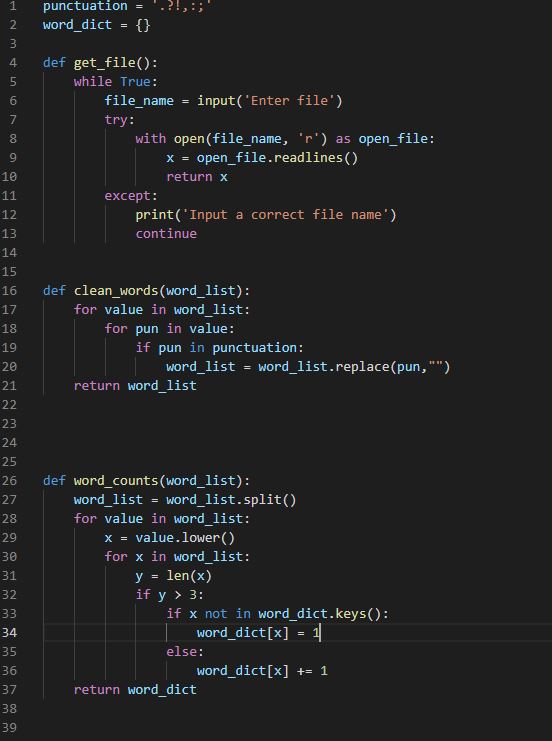 1 punctuation = '.?!,:;'
2 word_dict = {}
3
4 def get_file():
5     while True:
6         file_name = input('Enter file')
7         try:
8             with open(file_name, 'r') as open_file:
9                 x = open_file.readlines()
10                 return x
11         except:
12             print('Input a correct file name')
13             continue
14
15
16 def clean_words(word_list):
17     for value in word_list:
18         for pun in value:
19             if pun in punctuation:
20                 word_list = word_list.replace(pun,"")
21     return word_list
22
23
24
25
26 def word_counts(word_list):
27     word_list = word_list.split()
28     for value in word_list:
29         x = value.lower()
30         for x in word_list:
31             y = len(x)
32             if y > 3:
33                 if x not in word_dict.keys():
34                     word_dict[x] = 1
35                 else:
36                     word_dict[x] += 1
37     return word_dict
38
39